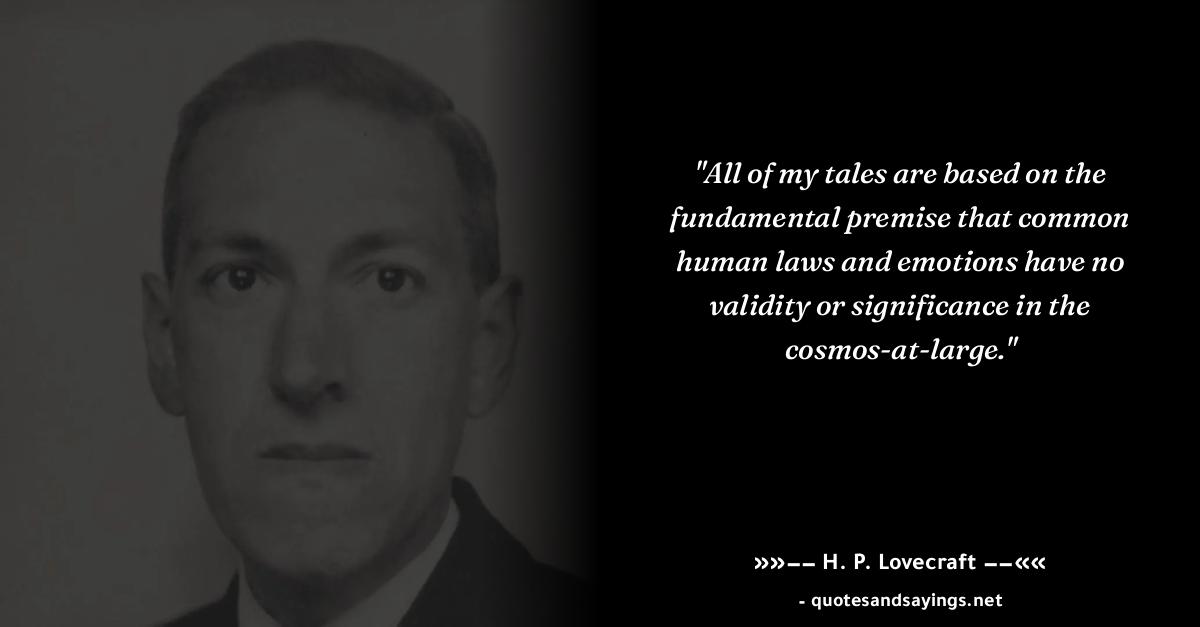 "All of my tales are based on the
fundamental premise that common
human laws and emotions have no
validity or significance in the
cosmos-at-large."
»»–– H. P. Lovecraft ––««
- quotesandsayings.net